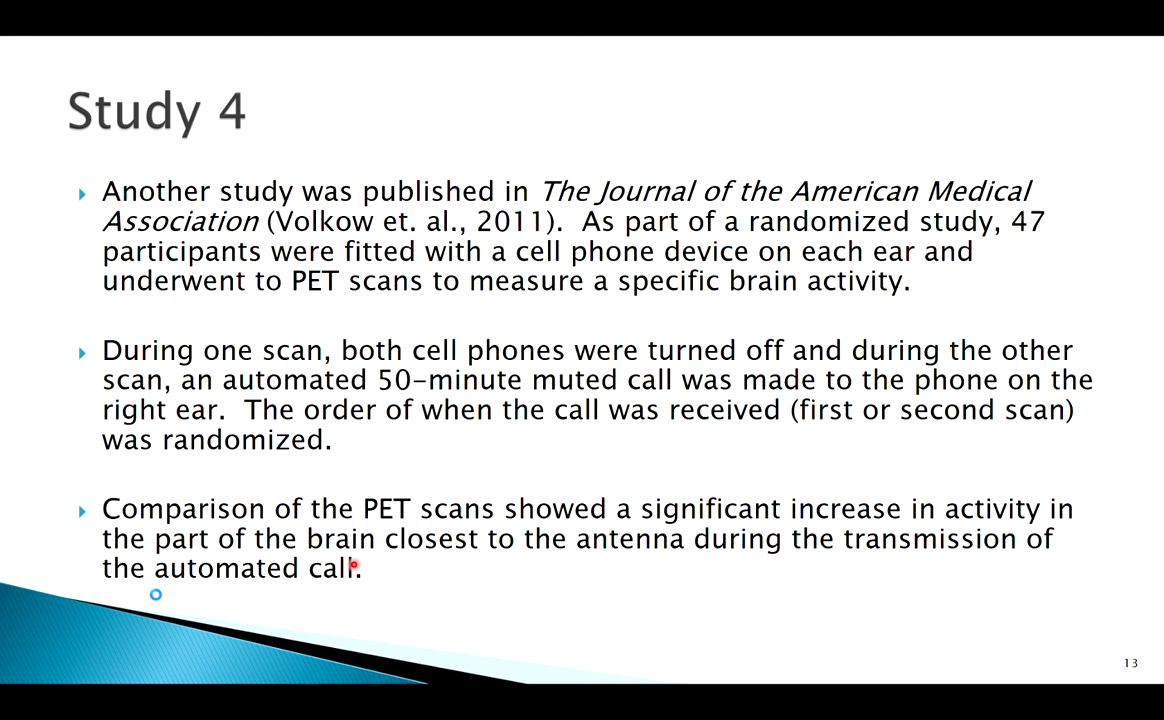 Study 4
Another study was published in The Journal of the American Medical
Association (Volkow et. al., 2011).  As part of a randomized study, 47
participants were fitted with a cell phone device on each ear and
underwent to PET scans to measure a specific brain activity.
During one scan, both cell phones were turned off and during the other
scan, an automated 50-minute muted call was made to the phone on the
right ear.  The order of when the call was received (first or second scan)
was randomized.
Comparison of the PET scans showed a significant increase in activity in
the part of the brain closest to the antenna during the transmission of
the automated call.
13